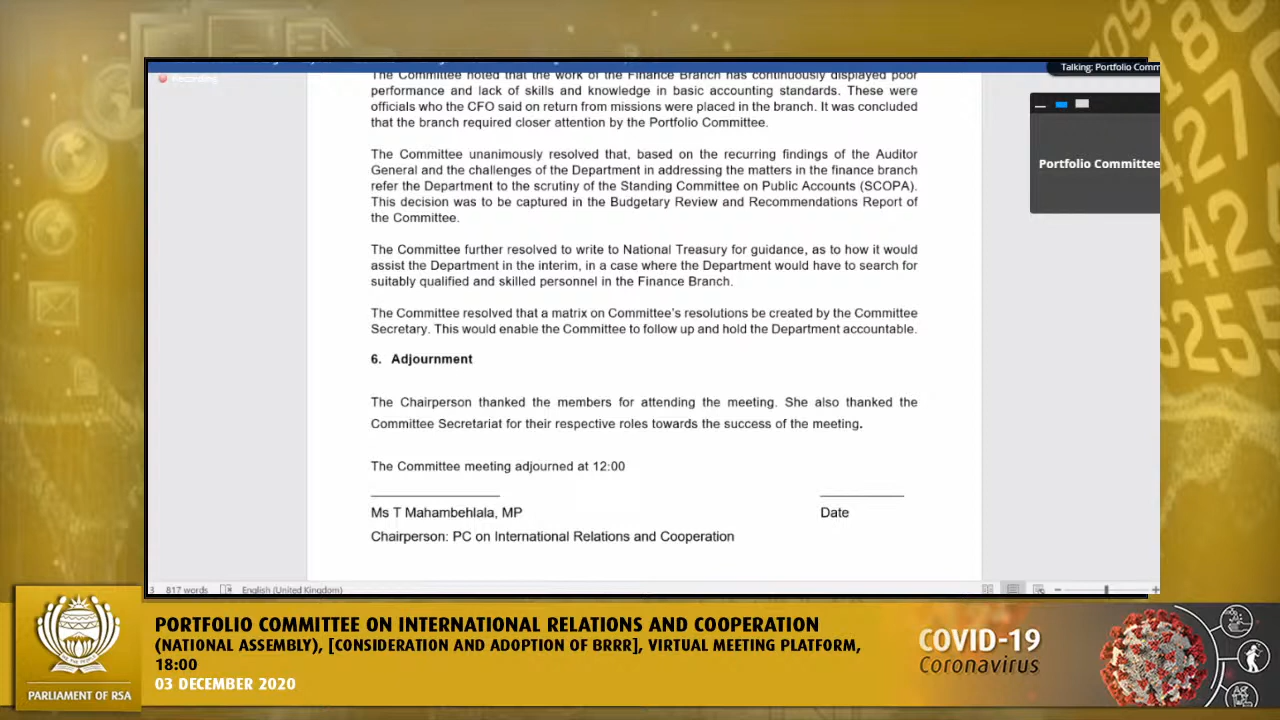 Recording
Talking: Portfolio Comm
The Committee noted that the work of the Finance Branch has continuously displayed poor
performance and lack of skills and knowledge in basic accounting standards. These were
officials who the CFO said on return from missions were placed in the branch. It was concluded
that the branch required closer attention by the Portfolio Committee.
The Committee unanimously resolved that, based on the recurring findings of the Auditor
General and the challenges of the Department in addressing the matters in the finance branch
refer the Department to the scrutiny of the Standing Committee on Public Accounts (SCOPA).
This decision was to be captured in the Budgetary Review and Recommendations Report of
the Committee.
The Committee further resolved to write to National Treasury for guidance, as to how it would
assist the Department in the interim, in a case where the Department would have to search for
suitably qualified and skilled personnel in the Finance Branch.
The Committee resolved that a matrix on Committee's resolutions be created by the Committee
Secretary. This would enable the Committee to follow up and hold the Department accountable.
6. Adjournment
The Chairperson thanked the members for attending the meeting. She also thanked the
Committee Secretariat for their respective roles towards the success of the meeting.
The Committee meeting adjourned at 12:00
Ms T Mahambehlala, MP
Date
Chairperson: PC on International Relations and Cooperation
Portfolio Committee
3 817 words English (United Kingdom)
PARLIAMENT OF RSA
PORTFOLIO COMMITTEE ON INTERNATIONAL RELATIONS AND COOPERATION
(NATIONAL ASSEMBLY), [CONSIDERATION AND ADOPTION OF BRRR], VIRTUAL MEETING PLATFORM,
18:00
03 DECEMBER 2020
COVID-19
Coronavirus